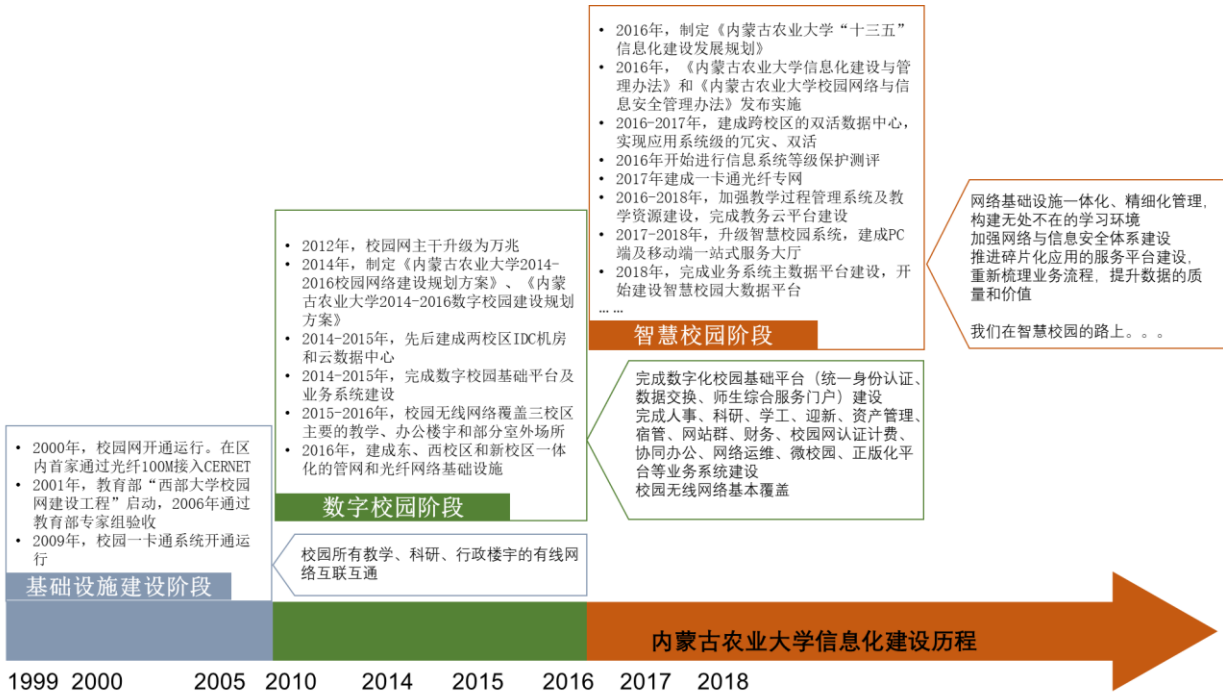 • 2016年，制定《内蒙古农业大学“十三五”
信息化建设发展规划》
• 2016年，《内蒙古农业大学信息化建设与管
理办法》和《内蒙古农业大学校园网络与信
息安全管理办法》发布实施
• 2016-2017年，建成跨校区的双活数据中心，
实现应用系统级的冗灾、双活
• 2016年开始进行信息系统等级保护测评
• 2017年建成一卡通光纤专网
• 2016-2018年，加强教学过程管理系统及教
学资源建设，完成教务云平台建设
• 2017-2018年，升级智慧校园系统，建成PC
端及移动端一站式服务大厅
• 2018年，完成业务系统主数据平台建设，开
始建设智慧校园大数据平台
… …
智慧校园阶段
网络基础设施一体化、精细化管理，
构建无处不在的学习环境
加强网络与信息安全体系建设
推进碎片化应用的服务平台建设，
重新梳理业务流程，提升数据的质
量和价值
我们在智慧校园的路上。。。
• 2012年，校园网主干升级为万兆
• 2014年，制定《内蒙古农业大学2014-
2016校园网络建设规划方案》、《内蒙
古农业大学2014-2016数字校园建设规划
方案》
• 2014-2015年，先后建成两校区IDC机房
和云数据中心
• 2014-2015年，完成数字校园基础平台及
业务系统建设
• 2015-2016年，校园无线网络覆盖三校区
主要的教学、办公楼宇和部分室外场所
• 2016年，建成东、西校区和新校区一体
化的管网和光纤网络基础设施
数字校园阶段
完成数字化校园基础平台（统一身份认证、
数据交换、师生综合服务门户）建设
完成人事、科研、学工、迎新、资产管理、
宿管、网站群、财务、校园网认证计费、
协同办公、网络运维、微校园、正版化平
台等业务系统建设
校园无线网络基本覆盖
• 2000年，校园网开通运行。在区
内首家通过光纤100M接入CERNET
• 2001年，教育部“西部大学校园
网建设工程”启动，2006年通过
教育部专家组验收
• 2009年，校园一卡通系统开通运
行
基础设施建设阶段
校园所有教学、科研、行政楼宇的有线网
络互联互通
内蒙古农业大学信息化建设历程
1999 2000 2005 2010 2014 2015 2016 2017 2018